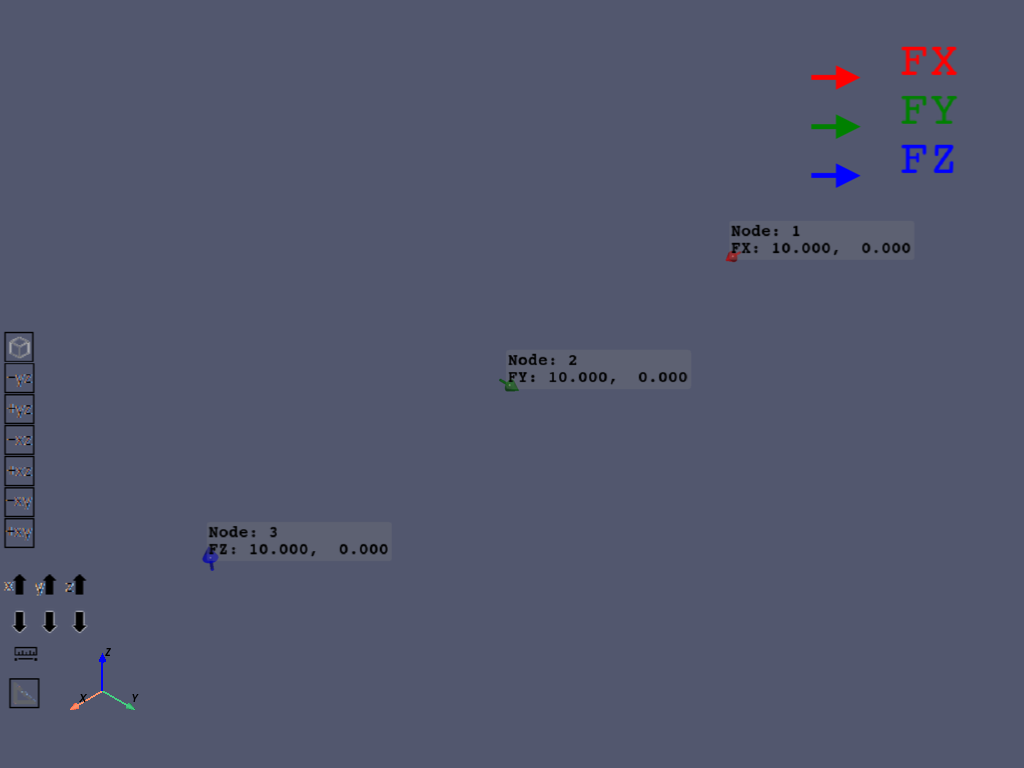 FX
FY
FZ
Node: 1
FX: 10.000,  0.000
Node: 2
FY: 10.000,  0.000
Node: 3
FZ: 10.000,  0.000
-yz
+yz
-xz
+xz
-xy
+xy
x y z
Z
X Y